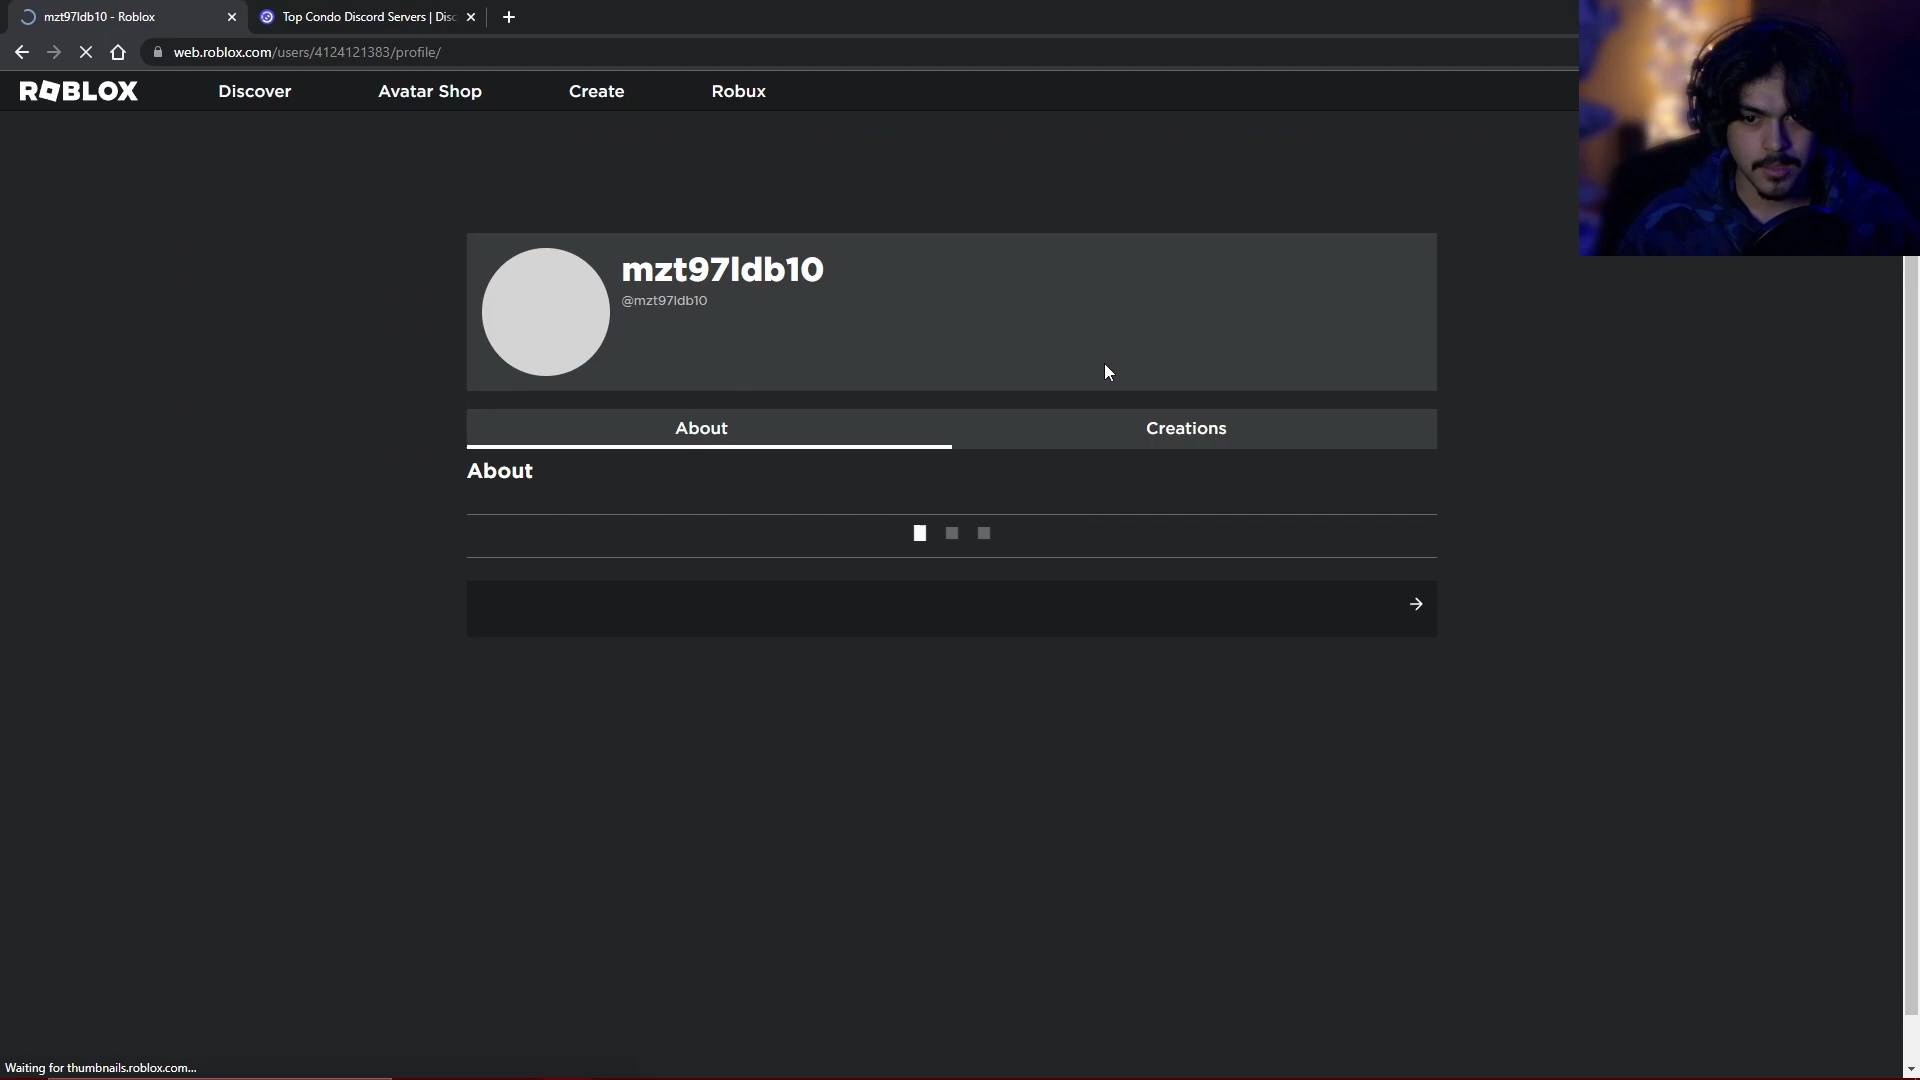 mzt97ldb10 - Roblox
Top Condo Discord Servers | Disc
web.roblox.com/users/4124121383/profile/
ROBLOX
Discover
Avatar Shop
Create
Robux
mzt97ldb10
@mzt97ldb10
About
Creations
About
Waiting for thumbnails.roblox.com...